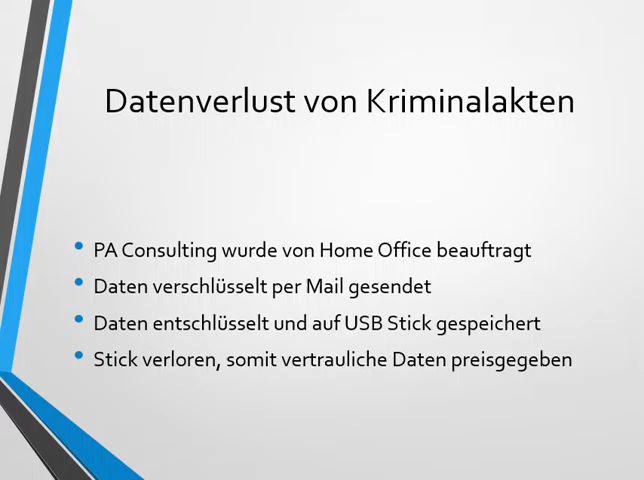 Datenverlust von Kriminalakten
• PA Consulting wurde von Home Office beauftragt
• Daten verschlüsselt per Mail gesendet
• Daten entschlüsselt und auf USB Stick gespeichert
• Stick verloren, somit vertrauliche Daten preisgegeben